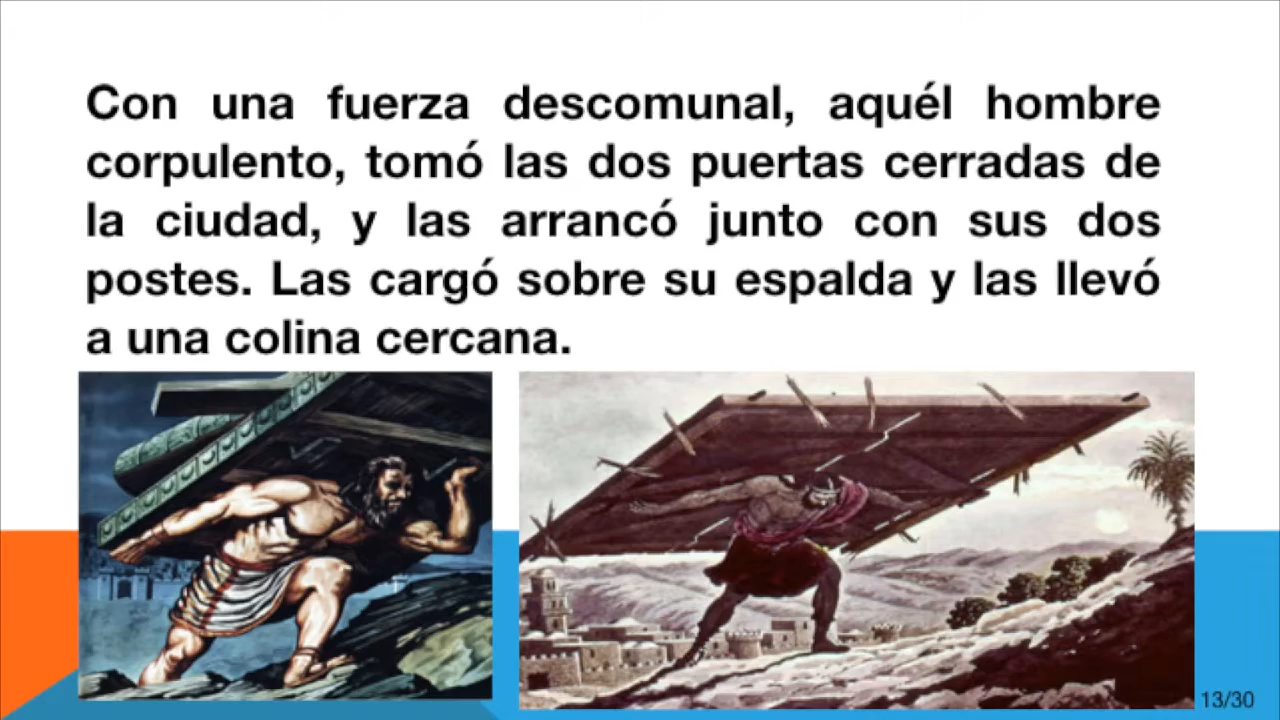 Con una fuerza descomunal, aquél hombre
corpulento, tomó las dos puertas cerradas de
la ciudad, y las arrancó junto con sus dos
postes. Las cargó sobre su espalda y las llevó
a una colina cercana.
13/30